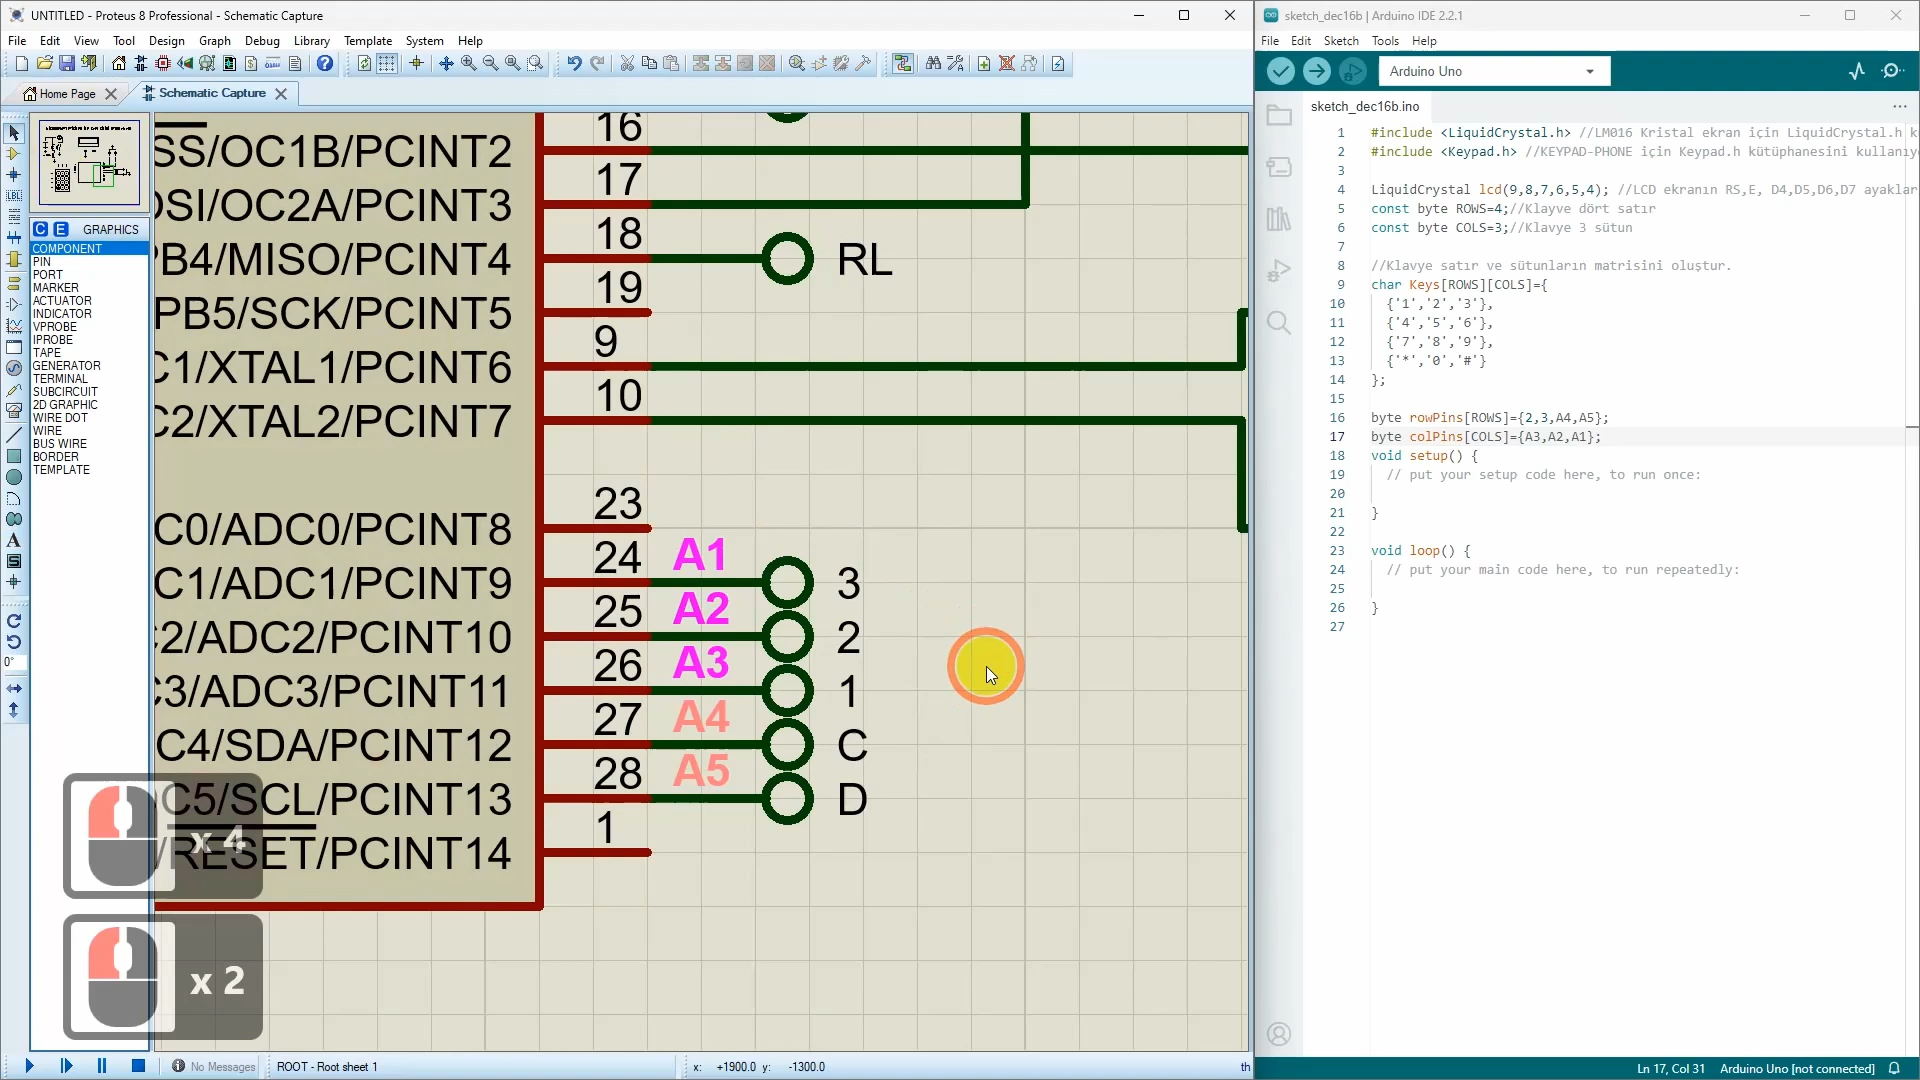 UNTITLED - Proteus 8 Professional - Schematic Capture
File Edit View Tool Design Graph Debug Library Template System Help
Home Page
Schematic Capture
LBL
C E GRAPHICS
COMPONENT
PIN
PORT
MARKER
ACTUATOR
INDICATOR
VPROBE
IPROBE
TAPE
GENERATOR
TERMINAL
SUBCIRCUIT
2D GRAPHIC
WIRE DOT
WIRE
BUS WIRE
BORDER
TEMPLATE
0°
SS/OC1B/PCINT2 16
OSI/OC2A/PCINT3 17
PB4/MISO/PCINT4 18 RL
PB5/SCK/PCINT5 19
C1/XTAL1/PCINT6 9
C2/XTAL2/PCINT7 10
C0/ADC0/PCINT8 23
C1/ADC1/PCINT9 24 A1 3
C2/ADC2/PCINT10 25 A2 2
C3/ADC3/PCINT11 26 A3 1
C4/SDA/PCINT12 27 A4 C
C5/SCL/PCINT13 28 A5 D
/RESET/PCINT14 1
x 4
x 2
No Messages
ROOT - Root sheet 1
x: +1900.0 y: -1300.0
th
sketch_dec16b | Arduino IDE 2.2.1
File Edit Sketch Tools Help
Arduino Uno
sketch_dec16b.ino
1 #include <LiquidCrystal.h> //LM016 Kristal ekran için LiquidCrystal.h k
2 #include <Keypad.h> //KEYPAD-PHONE için Keypad.h kütüphanesini kullanıy
3
4 LiquidCrystal lcd(9,8,7,6,5,4); //LCD ekranın RS,E, D4,D5,D6,D7 ayaklar
5 const byte ROWS=4;//Klayve dört satır
6 const byte COLS=3;//Klavye 3 sütun
7
8 //Klavye satır ve sütunların matrisini oluştur.
9 char Keys[ROWS][COLS]={
10 {'1','2','3'},
11 {'4','5','6'},
12 {'7','8','9'},
13 {'*','0','#'}
14 };
15
16 byte rowPins[ROWS]={2,3,A4,A5};
17 byte colPins[COLS]={A3,A2,A1};
18 void setup() {
19 // put your setup code here, to run once:
20
21 }
22
23 void loop() {
24 // put your main code here, to run repeatedly:
25
26 }
27
Ln 17, Col 31 Arduino Uno [not connected]